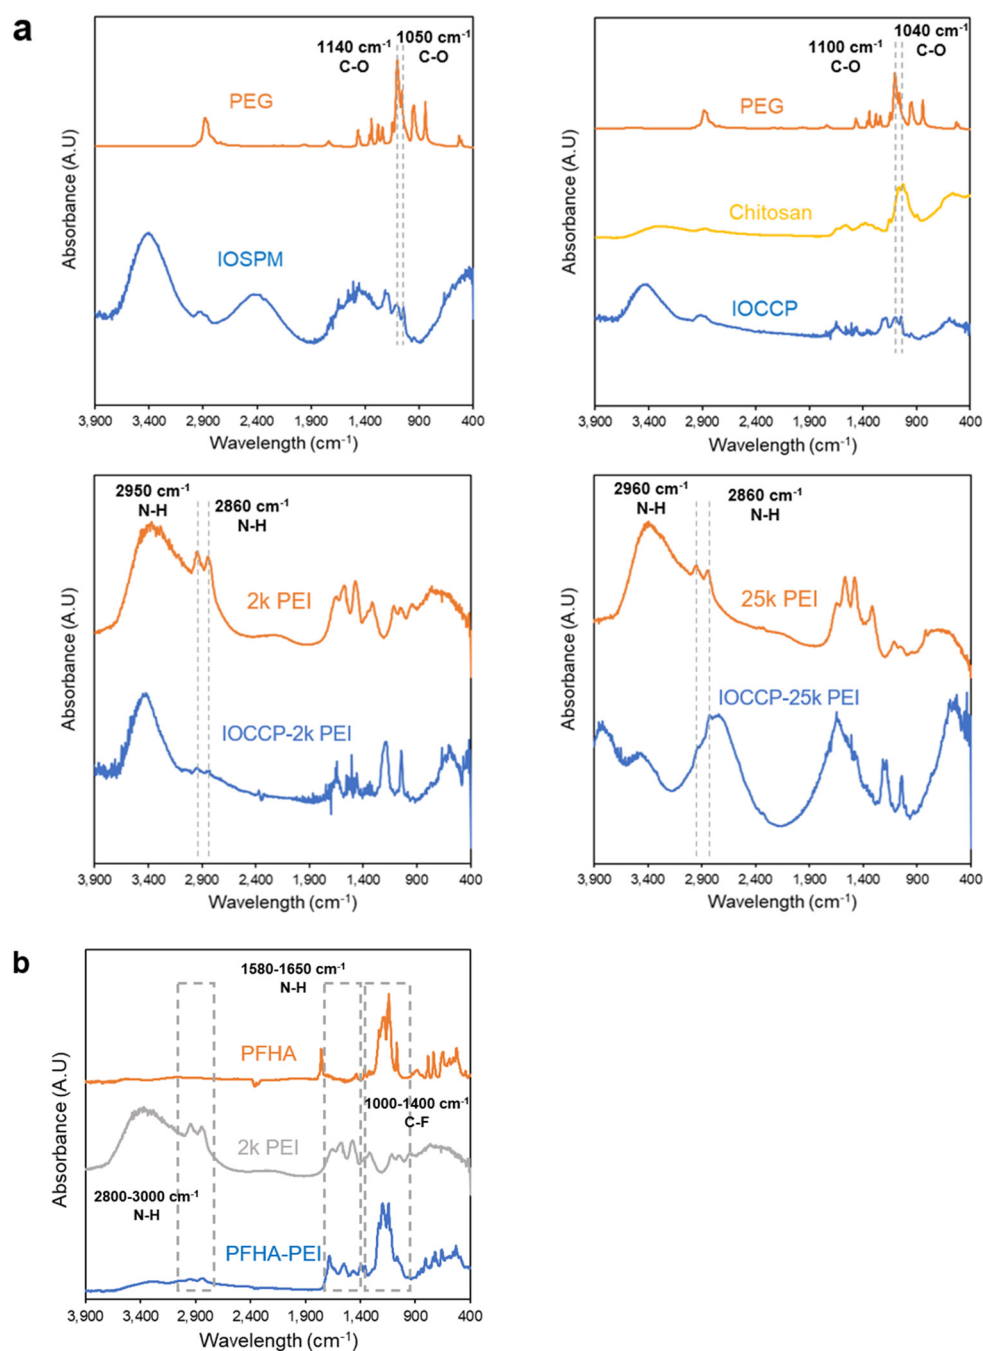 a
1140 cm-1
C-O
1050 cm-1
C-O
PEG
IOSPM
Absorbance (A.U)
3,900 3,400 2,900 2,400 1,900 1,400 900 400
Wavelength (cm-1)
1100 cm-1
C-O
1040 cm-1
C-O
PEG
Chitosan
IOCCP
Absorbance (A.U)
3,900 3,400 2,900 2,400 1,900 1,400 900 400
Wavelength (cm-1)
2950 cm-1
N-H
2860 cm-1
N-H
2k PEI
IOCCP-2k PEI
Absorbance (A.U)
3,900 3,400 2,900 2,400 1,900 1,400 900 400
Wavelength (cm-1)
2960 cm-1
N-H
2860 cm-1
N-H
25k PEI
IOCCP-25k PEI
Absorbance (A.U)
3,900 3,400 2,900 2,400 1,900 1,400 900 400
Wavelength (cm-1)
b
1580-1650 cm-1
N-H
PFHA
1000-1400 cm-1
C-F
2k PEI
2800-3000 cm-1
N-H
PFHA-PEI
Absorbance (A.U)
3,900 3,400 2,900 2,400 1,900 1,400 900 400
Wavelength (cm-1)